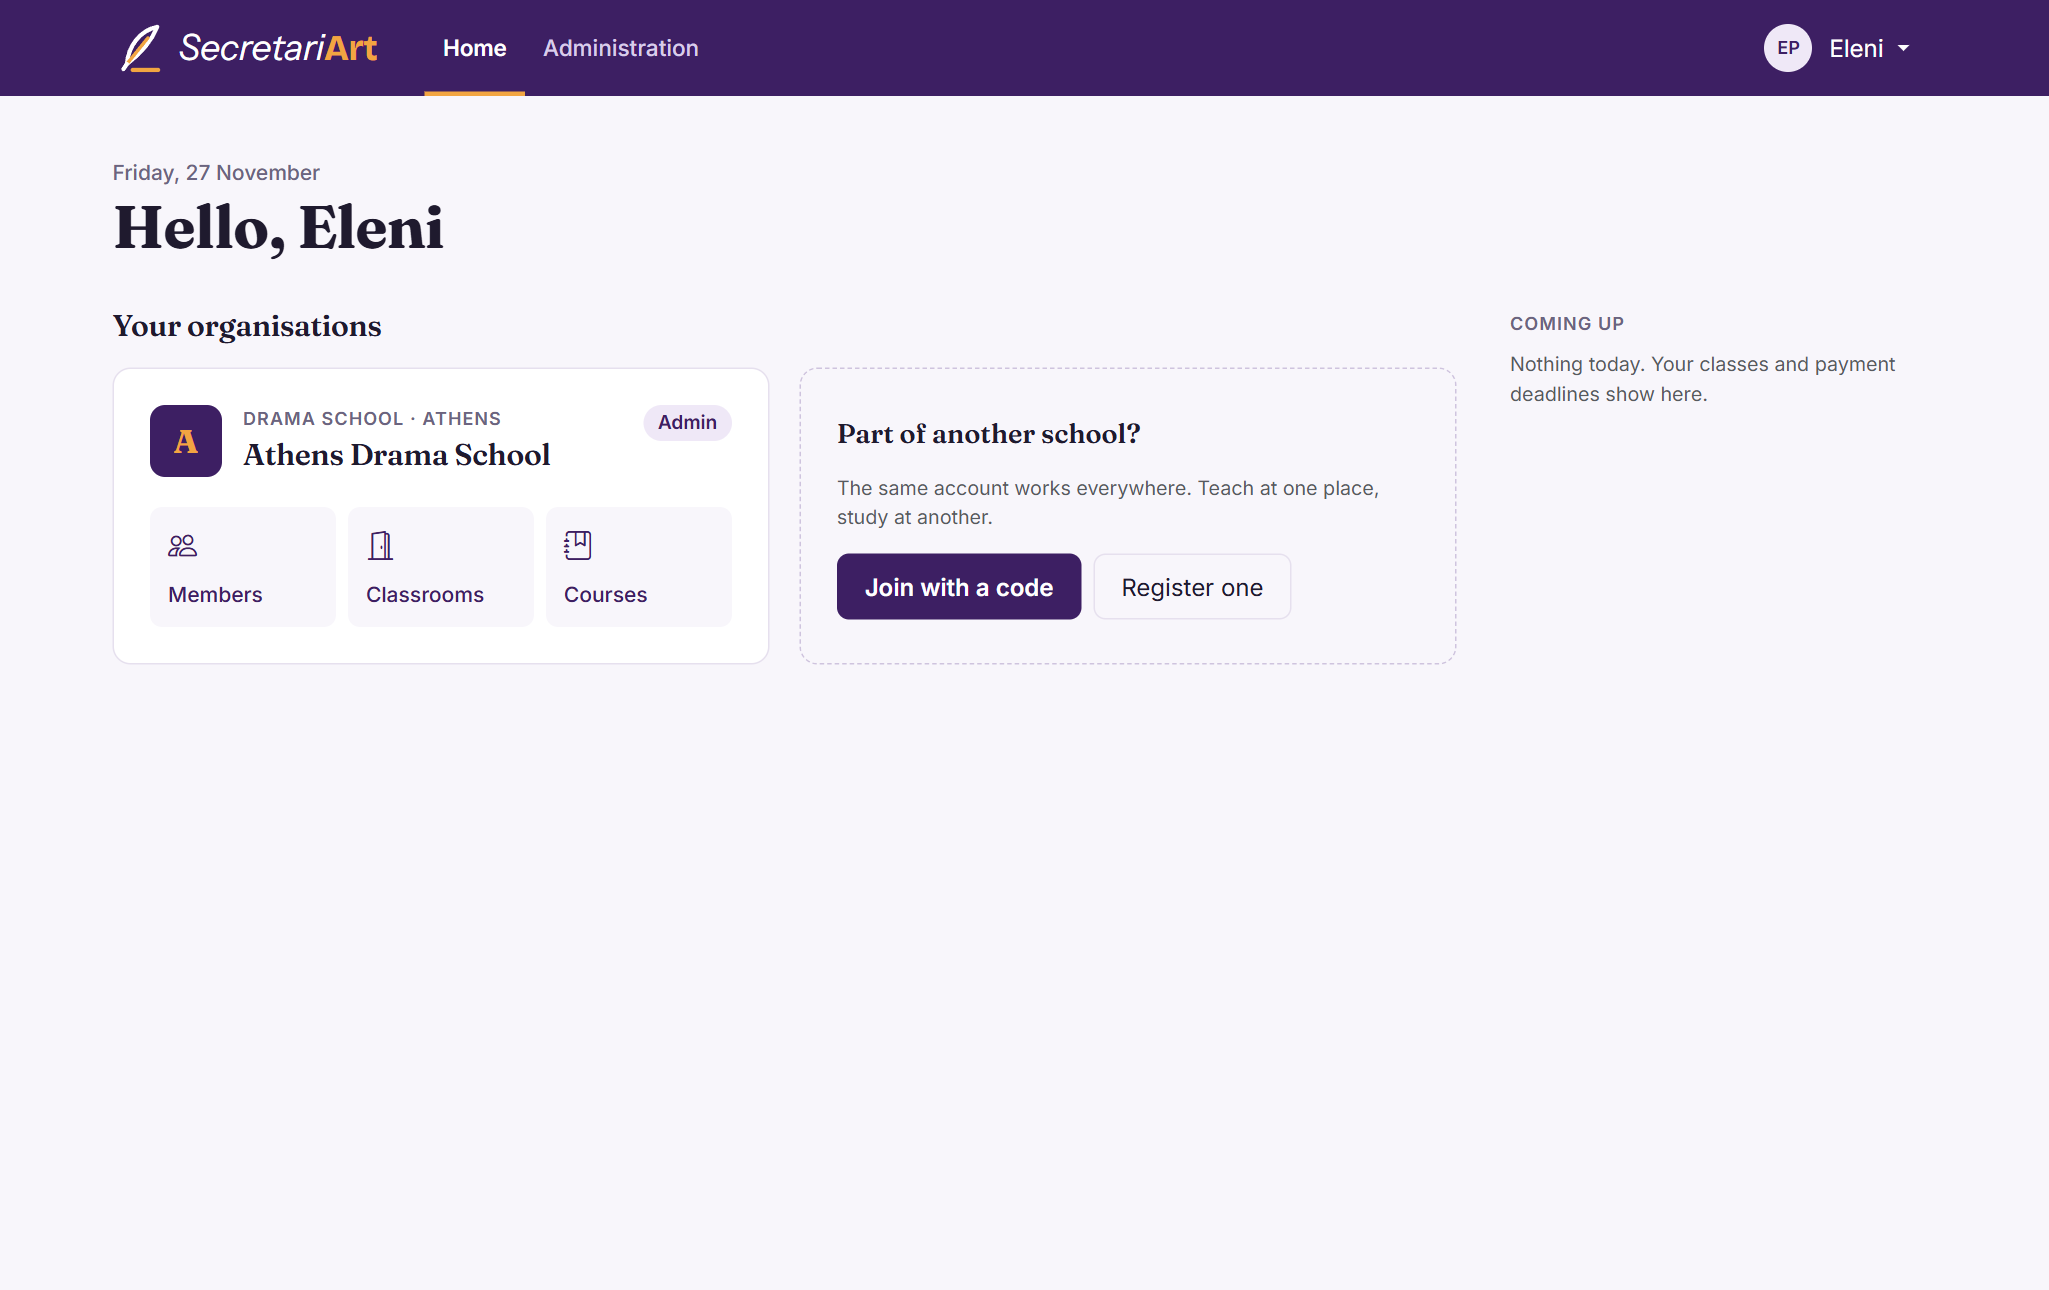 SecretariArt
Home
Administration
EP
Eleni
Friday, 27 November
Hello, Eleni
Your organisations
A
DRAMA SCHOOL · ATHENS
Athens Drama School
Admin
Members
Classrooms
Courses
Part of another school?
The same account works everywhere. Teach at one place,
study at another.
Join with a code
Register one
COMING UP
Nothing today. Your classes and payment
deadlines show here.